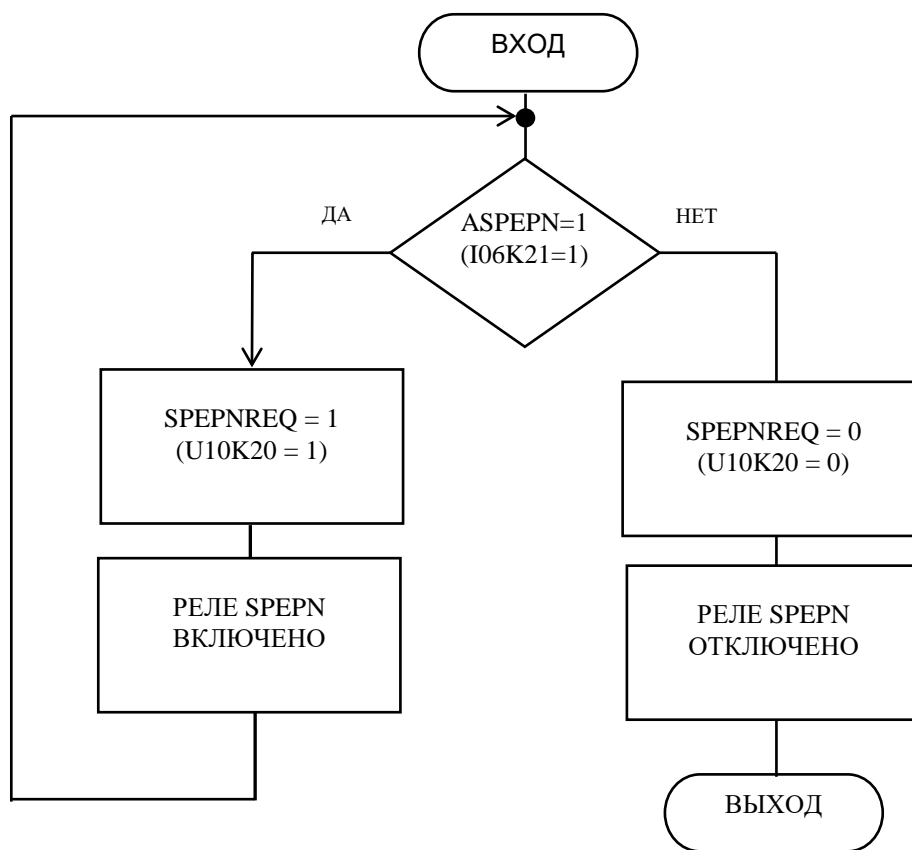 ВХОД
ДА
ASPEPN=1
(I06K21=1)
НЕТ
SPEPNREQ = 1
(U10K20 = 1)
SPEPNREQ = 0
(U10K20 = 0)
РЕЛЕ SPEPN
ВКЛЮЧЕНО
РЕЛЕ SPEPN
ОТКЛЮЧЕНО
ВЫХОД